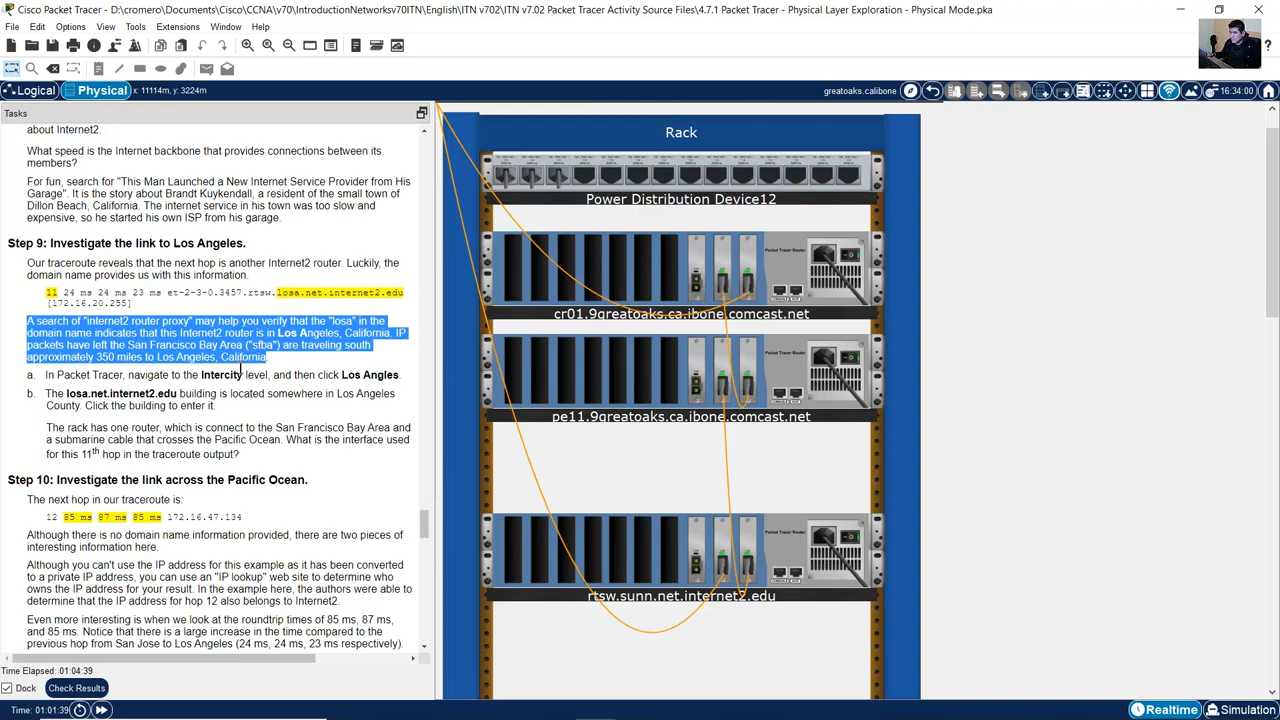 Cisco Packet Tracer - D:\cromero\Documents\Cisco\CCNA\v70\IntroductionNetworksv70ITN\English\ITN v702\ITN v7.02 Packet Tracer Activity Source Files\4.7.1 Packet Tracer - Physical Layer Exploration - Physical Mode.pka
File Edit Options View Tools Extensions Window Help
Logical Physical x: 11114m, y: 3224m greatoaks.calibone 16:34:00
Tasks
about Internet2.
What speed is the Internet backbone that provides connections between its
members?
For fun, search for "This Man Launched a New Internet Service Provider from His
Garage". It is the story about Brandt Kuykendall, a resident of the small town of
Dillon Beach, California. The internet service in his town was too slow and
expensive, so he started his own ISP from his garage.
Step 9: Investigate the link to Los Angeles.
Our traceroute reveals that the next hop is another Internet2 router. Luckily, the
domain name provides us with this information.
11 24 ms 24 ms 23 ms et-2-3-0.3457.rtsw.losa.net.internet2.edu
[172.16.20.255]
A search of "internet2 router proxy" may help you verify that the "losa" in the
domain name indicates that this Internet2 router is in Los Angeles, California. IP
packets have left the San Francisco Bay Area ("sfba") are traveling south
approximately 350 miles to Los Angeles, California.
a. In Packet Tracer, navigate to the Intercity level, and then click Los Angles.
b. The losa.net.internet2.edu building is located somewhere in Los Angeles
County. Click the building to enter it.
The rack has one router, which is connect to the San Francisco Bay Area and
a submarine cable that crosses the Pacific Ocean. What is the interface used
for this 11th hop in the traceroute output?
Step 10: Investigate the link across the Pacific Ocean.
The next hop in our traceroute is:
12 85 ms 87 ms 85 ms 172.16.47.134
Although there is no domain name information provided, there are two pieces of
interesting information here.
Although you can't use the IP address for this example as it has been converted
to a private IP address, you can use an "IP lookup" web site to determine who
owns the IP address for your result. In the example here, the authors were able to
determine that the IP address for hop 12 also belongs to Internet2.
Even more interesting is when we look at the roundtrip times of 85 ms, 87 ms,
and 85 ms. Notice that there is a large increase in the time compared to the
previous hop from San Jose to Los Angeles (24 ms, 24 ms, 23 ms respectively).
Time Elapsed: 01:04:39
Dock Check Results
Time: 01:01:39
Realtime Simulation
Rack
Power Distribution Device12
Packet Tracer Router
cr01.9greatoaks.ca.ibone.comcast.net
Packet Tracer Router
pe11.9greatoaks.ca.ibone.comcast.net
Packet Tracer Router
rtsw.sunn.net.internet2.edu